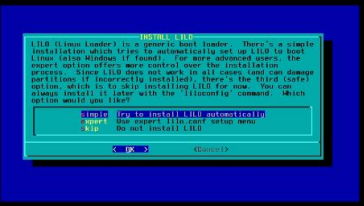 INSTALL LILO
LILO (Linux Loader) is a generic boot loader.  There's a simple
installation which tries to automatically set up LILO to boot
Linux (also Windows if found).  For more advanced users, the
expert option offers more control over the installation
process.  Since LILO does not work in all cases (and can damage
partitions if incorrectly installed), there's the third (safe)
option, which is to skip installing LILO for now.  You can
always install it later with the 'liloconfig' command.  Which
option would you like?
simple  Try to install LILO automatically
expert  Use expert lilo.conf setup menu
skip    Do not install LILO
< OK >  <Cancel>